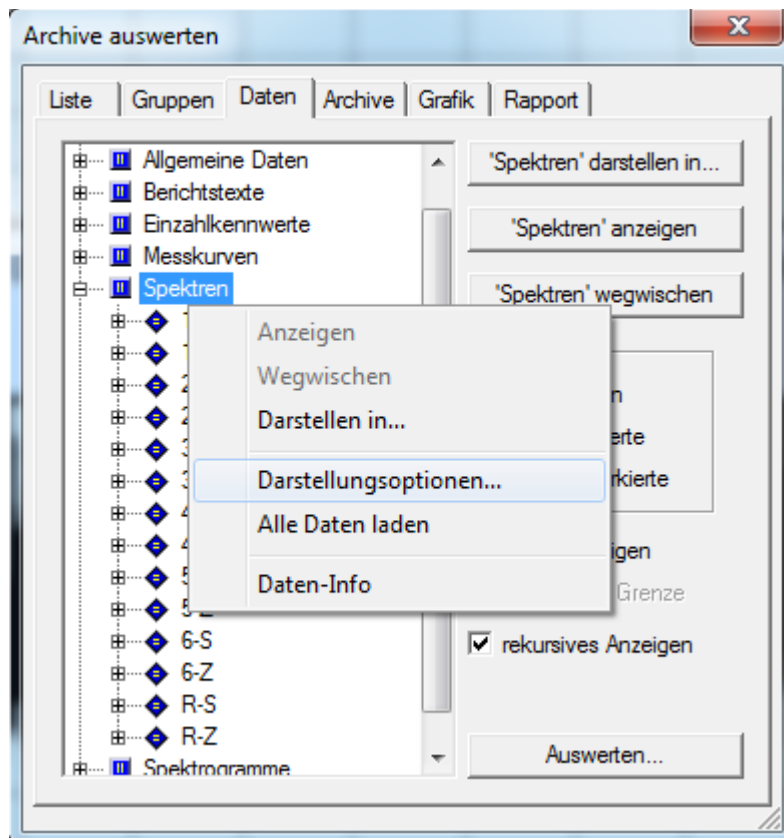 Archive auswerten
Liste Gruppen Daten Archive Grafik Rapport
Allgemeine Daten
Berichtstexte
Einzahlkennwerte
Messkurven
Spektren
6-S
6-Z
R-S
R-Z
Spektrogramme
'Spektren' darstellen in...
'Spektren' anzeigen
'Spektren' wegwischen
Anzeigen
Wegwischen
Darstellen in...
Darstellungsoptionen...
Alle Daten laden
Daten-Info
Grenze
rekursives Anzeigen
Auswerten...